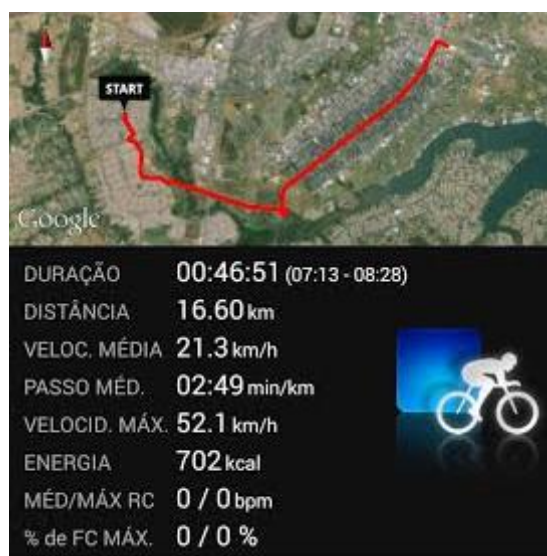 START
Google
DURAÇÃO 00:46:51 (07:13 - 08:28)
DISTÂNCIA 16.60 km
VELOC. MÉDIA 21.3 km/h
PASSO MÉD. 02:49 min/km
VELOCID. MÁX. 52.1 km/h
ENERGIA 702 kcal
MÉD/MÁX RC 0 / 0 bpm
% de FC MÁX. 0 / 0 %